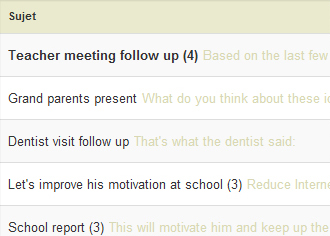 Sujet
Teacher meeting follow up (4) Based on the last few
Grand parents present What do you think about these
Dentist visit follow up That's what the dentist said:
Let's improve his motivation at school (3) Reduce
School report (3) This will motivate him and keep up